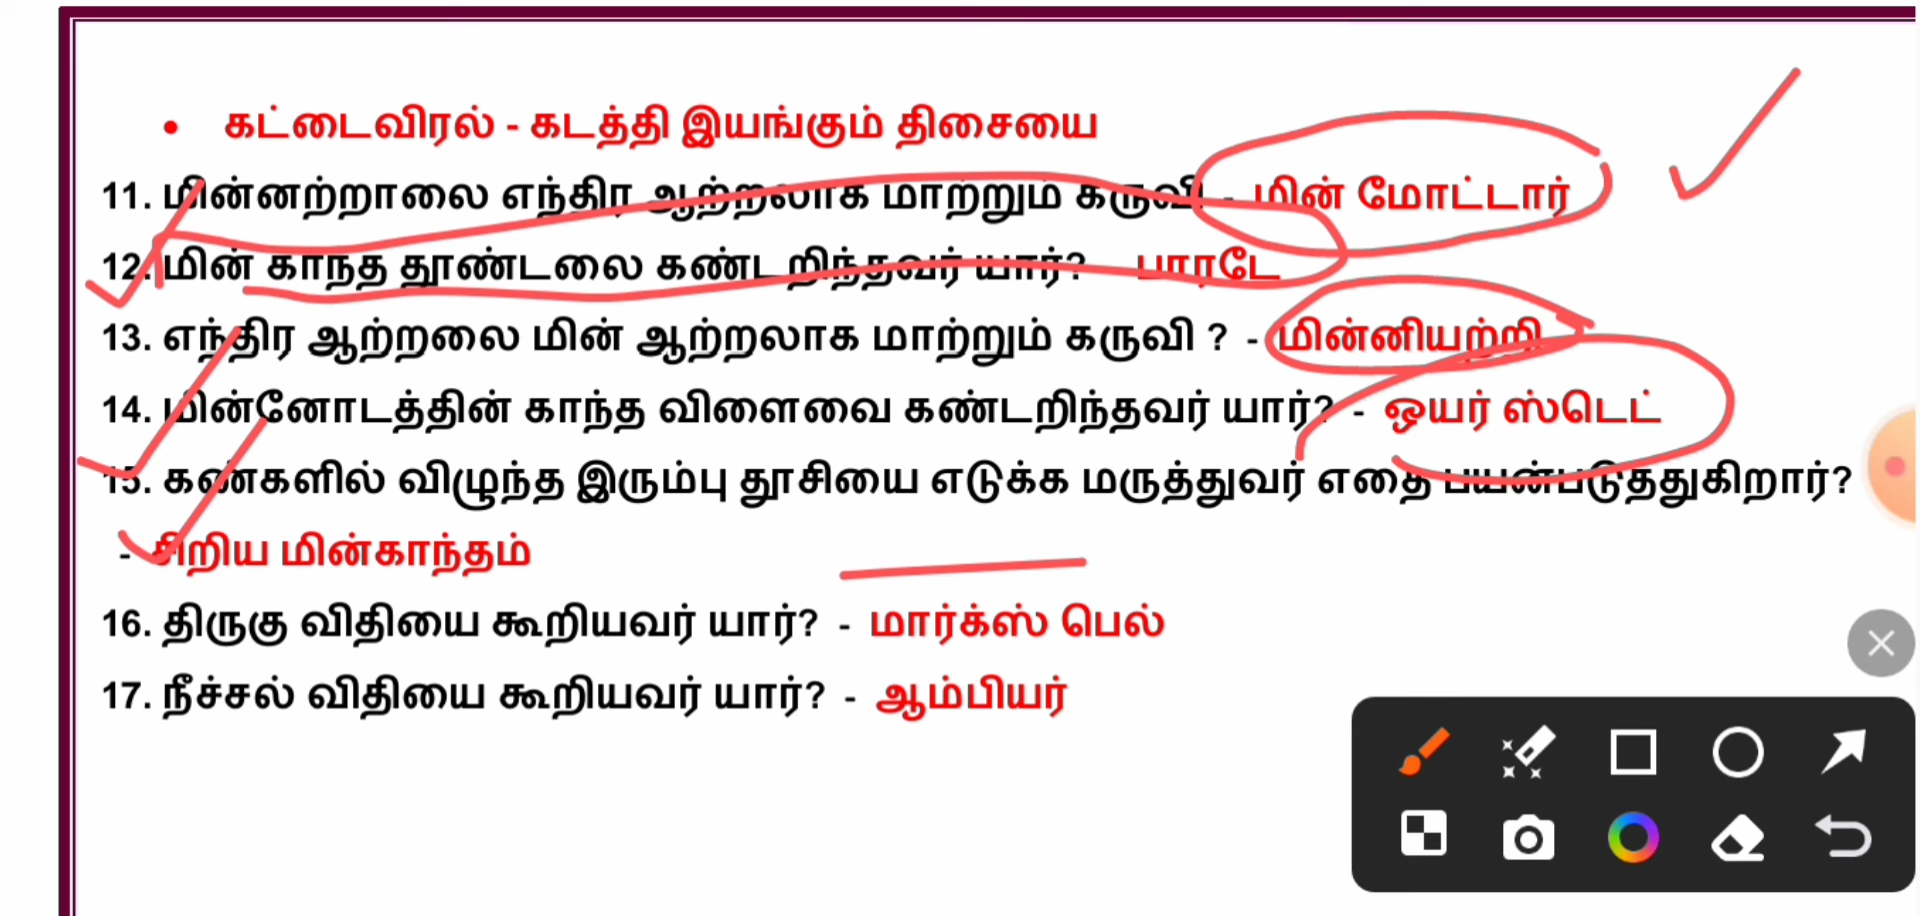 • கட்டைவிரல் - கடத்தி இயங்கும் திசையை
11. மின்னற்றாலை எந்திர ஆற்றலாக மாற்றும் கருவி - மின் மோட்டார்
12. மின் காந்த தூண்டலை கண்டறிந்தவர் யார்? பாரடே
13. எந்திர ஆற்றலை மின் ஆற்றலாக மாற்றும் கருவி ? - மின்னியற்றி
14. மின்னோடத்தின் காந்த விளைவை கண்டறிந்தவர் யார்? - ஒயர் ஸ்டெட்
15. கண்களில் விழுந்த இரும்பு தூசியை எடுக்க மருத்துவர் எதை பயன்படுத்துகிறார்?
- சிறிய மின்காந்தம்
16. திருகு விதியை கூறியவர் யார்? - மார்க்ஸ் பெல்
17. நீச்சல் விதியை கூறியவர் யார்? - ஆம்பியர்